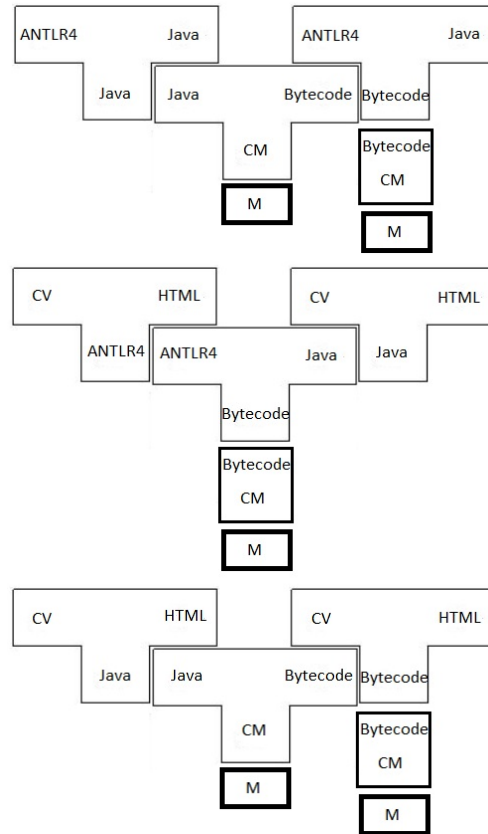 ANTLR4 Java ANTLR4 Java
Java Java Bytecode Bytecode
CM Bytecode
CM
M M
CV HTML CV HTML
ANTLR4 ANTLR4 Java Java
Bytecode
Bytecode
CM
M
CV HTML CV HTML
Java Java Bytecode Bytecode
CM Bytecode
CM
M M